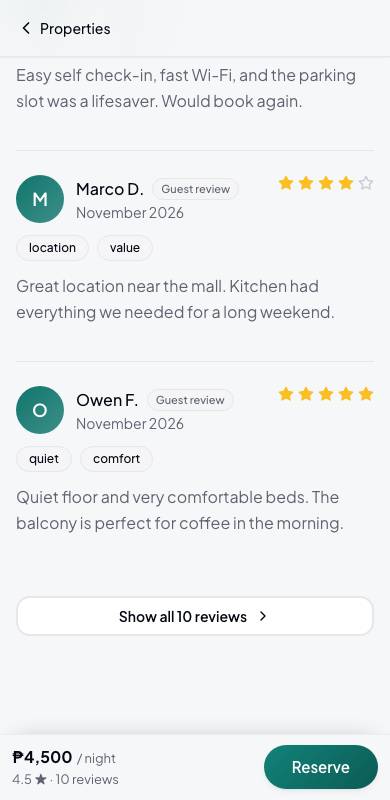 Properties
Easy self check-in, fast Wi-Fi, and the parking
slot was a lifesaver. Would book again.
M
Marco D. Guest review
November 2026
location value
Great location near the mall. Kitchen had
everything we needed for a long weekend.
O
Owen F. Guest review
November 2026
quiet comfort
Quiet floor and very comfortable beds. The
balcony is perfect for coffee in the morning.
Show all 10 reviews
₱4,500 / night
4.5 ★ · 10 reviews
Reserve